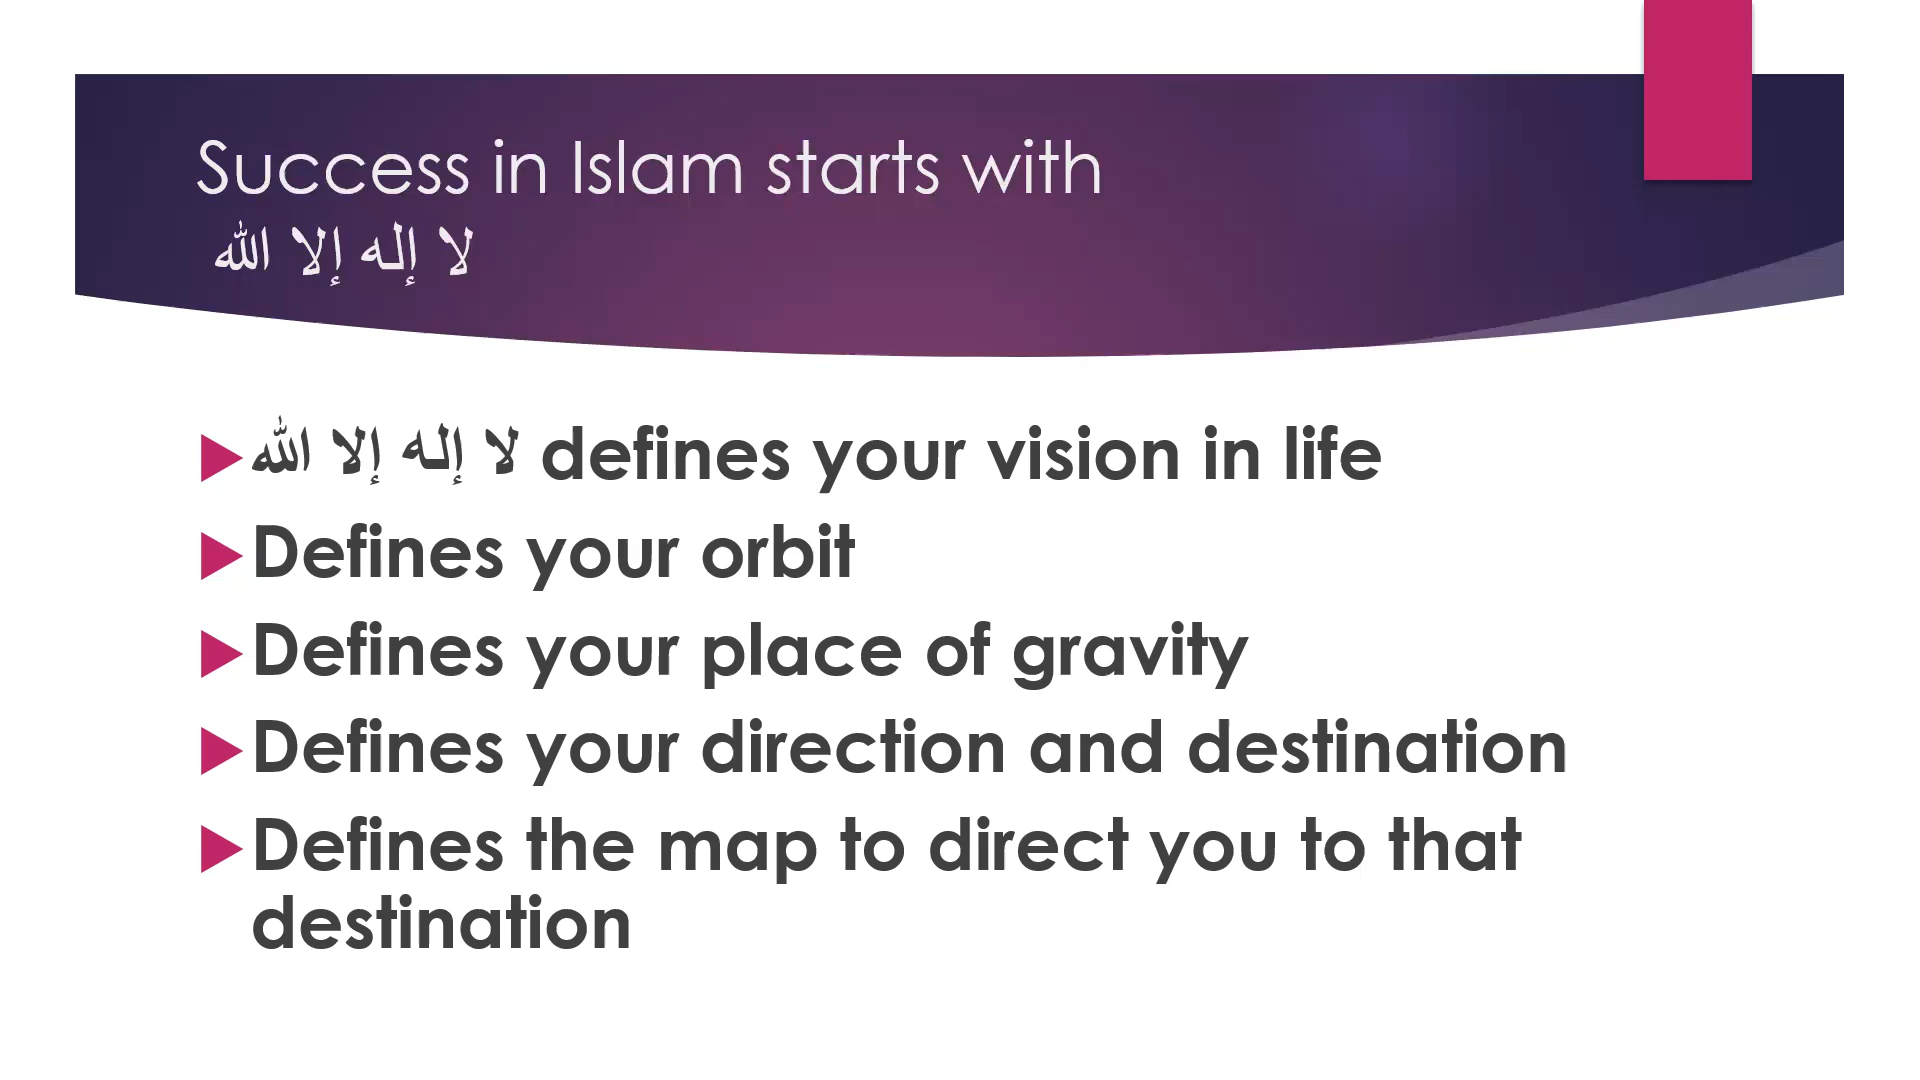 Success in Islam starts with
لا إله إلا الله
لا إله إلا الله defines your vision in life
Defines your orbit
Defines your place of gravity
Defines your direction and destination
Defines the map to direct you to that
destination